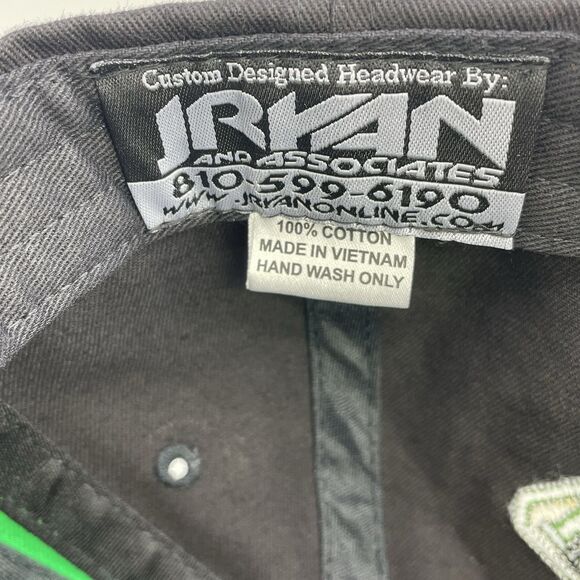 Custom Designed Headwear By:
JRYAN
AND ASSOCIATES
810-599-6190
WWW.JRYANONLINE.COM
100% COTTON
MADE IN VIETNAM
HAND WASH ONLY